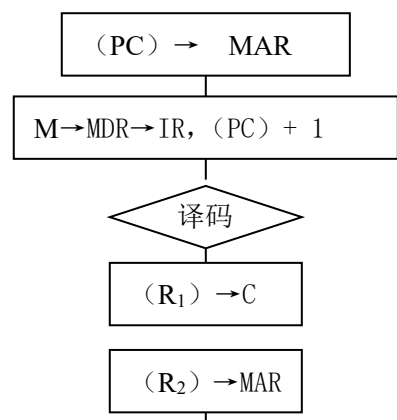 （PC）→ MAR
M→MDR→IR，（PC）+ 1
译码
（R₁）→C
（R₂）→MAR